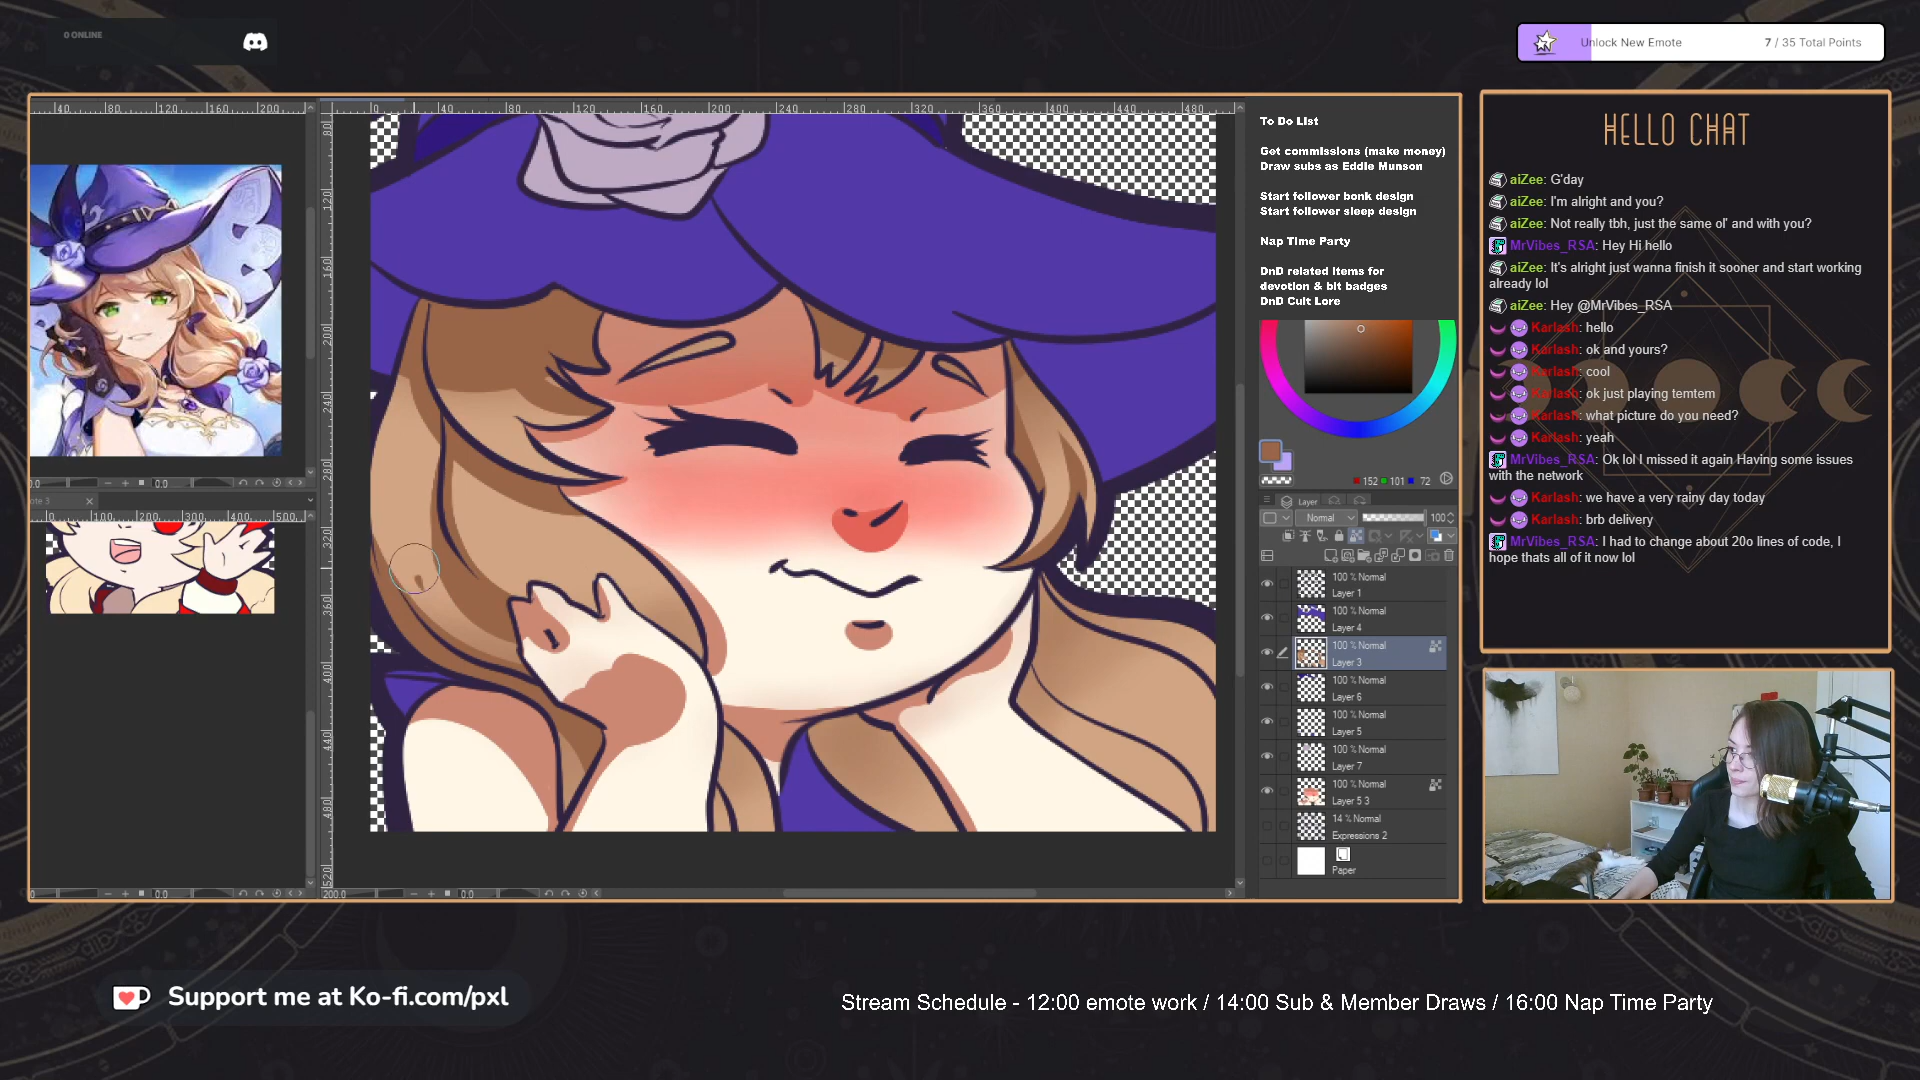 0 ONLINE
Unlock New Emote 7 / 35 Total Points
To Do List
Get commissions (make money)
Draw subs as Eddie Munson
Start follower bonk design
Start follower sleep design
Nap Time Party
DnD related items for
devotion & bit badges
DnD Cult Lore
152 101 72
Layer
Normal 100
100 % Normal
Layer 1
100 % Normal
Layer 4
100 % Normal
Layer 3
100 % Normal
Layer 6
100 % Normal
Layer 5
100 % Normal
Layer 7
100 % Normal
Layer 5 3
14 % Normal
Expressions 2
Paper
HELLO CHAT
aiZee: G'day
aiZee: I'm alright and you?
aiZee: Not really tbh, just the same ol' and with you?
MrVibes_RSA: Hey Hi hello
aiZee: It's alright just wanna finish it sooner and start working
already lol
aiZee: Hey @MrVibes_RSA
Karlash: hello
Karlash: ok and yours?
Karlash: cool
Karlash: ok just playing temtem
Karlash: what picture do you need?
Karlash: yeah
MrVibes_RSA: Ok lol I missed it again Having some issues
with the network
Karlash: we have a very rainy day today
Karlash: brb delivery
MrVibes_RSA: I had to change about 20o lines of code, I
hope thats all of it now lol
Support me at Ko-fi.com/pxl
Stream Schedule - 12:00 emote work / 14:00 Sub & Member Draws / 16:00 Nap Time Party